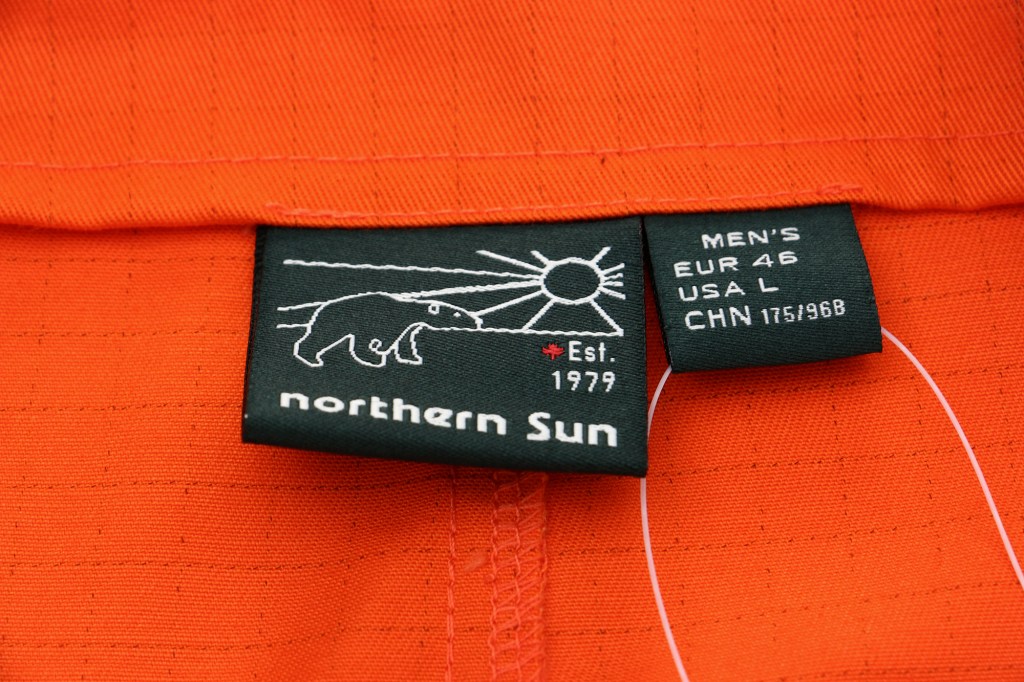 Est.
1979
northern Sun
MEN'S
EUR 46
USA L
CHN 175/96B